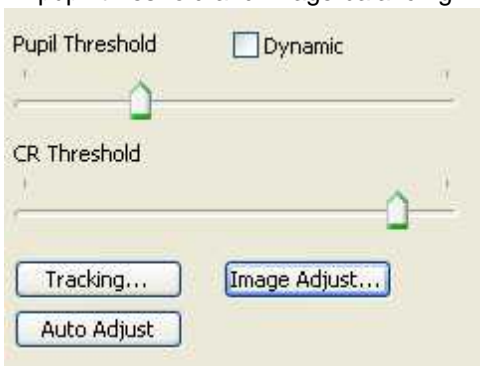 Pupil Threshold Dynamic
CR Threshold
Tracking... Image Adjust...
Auto Adjust